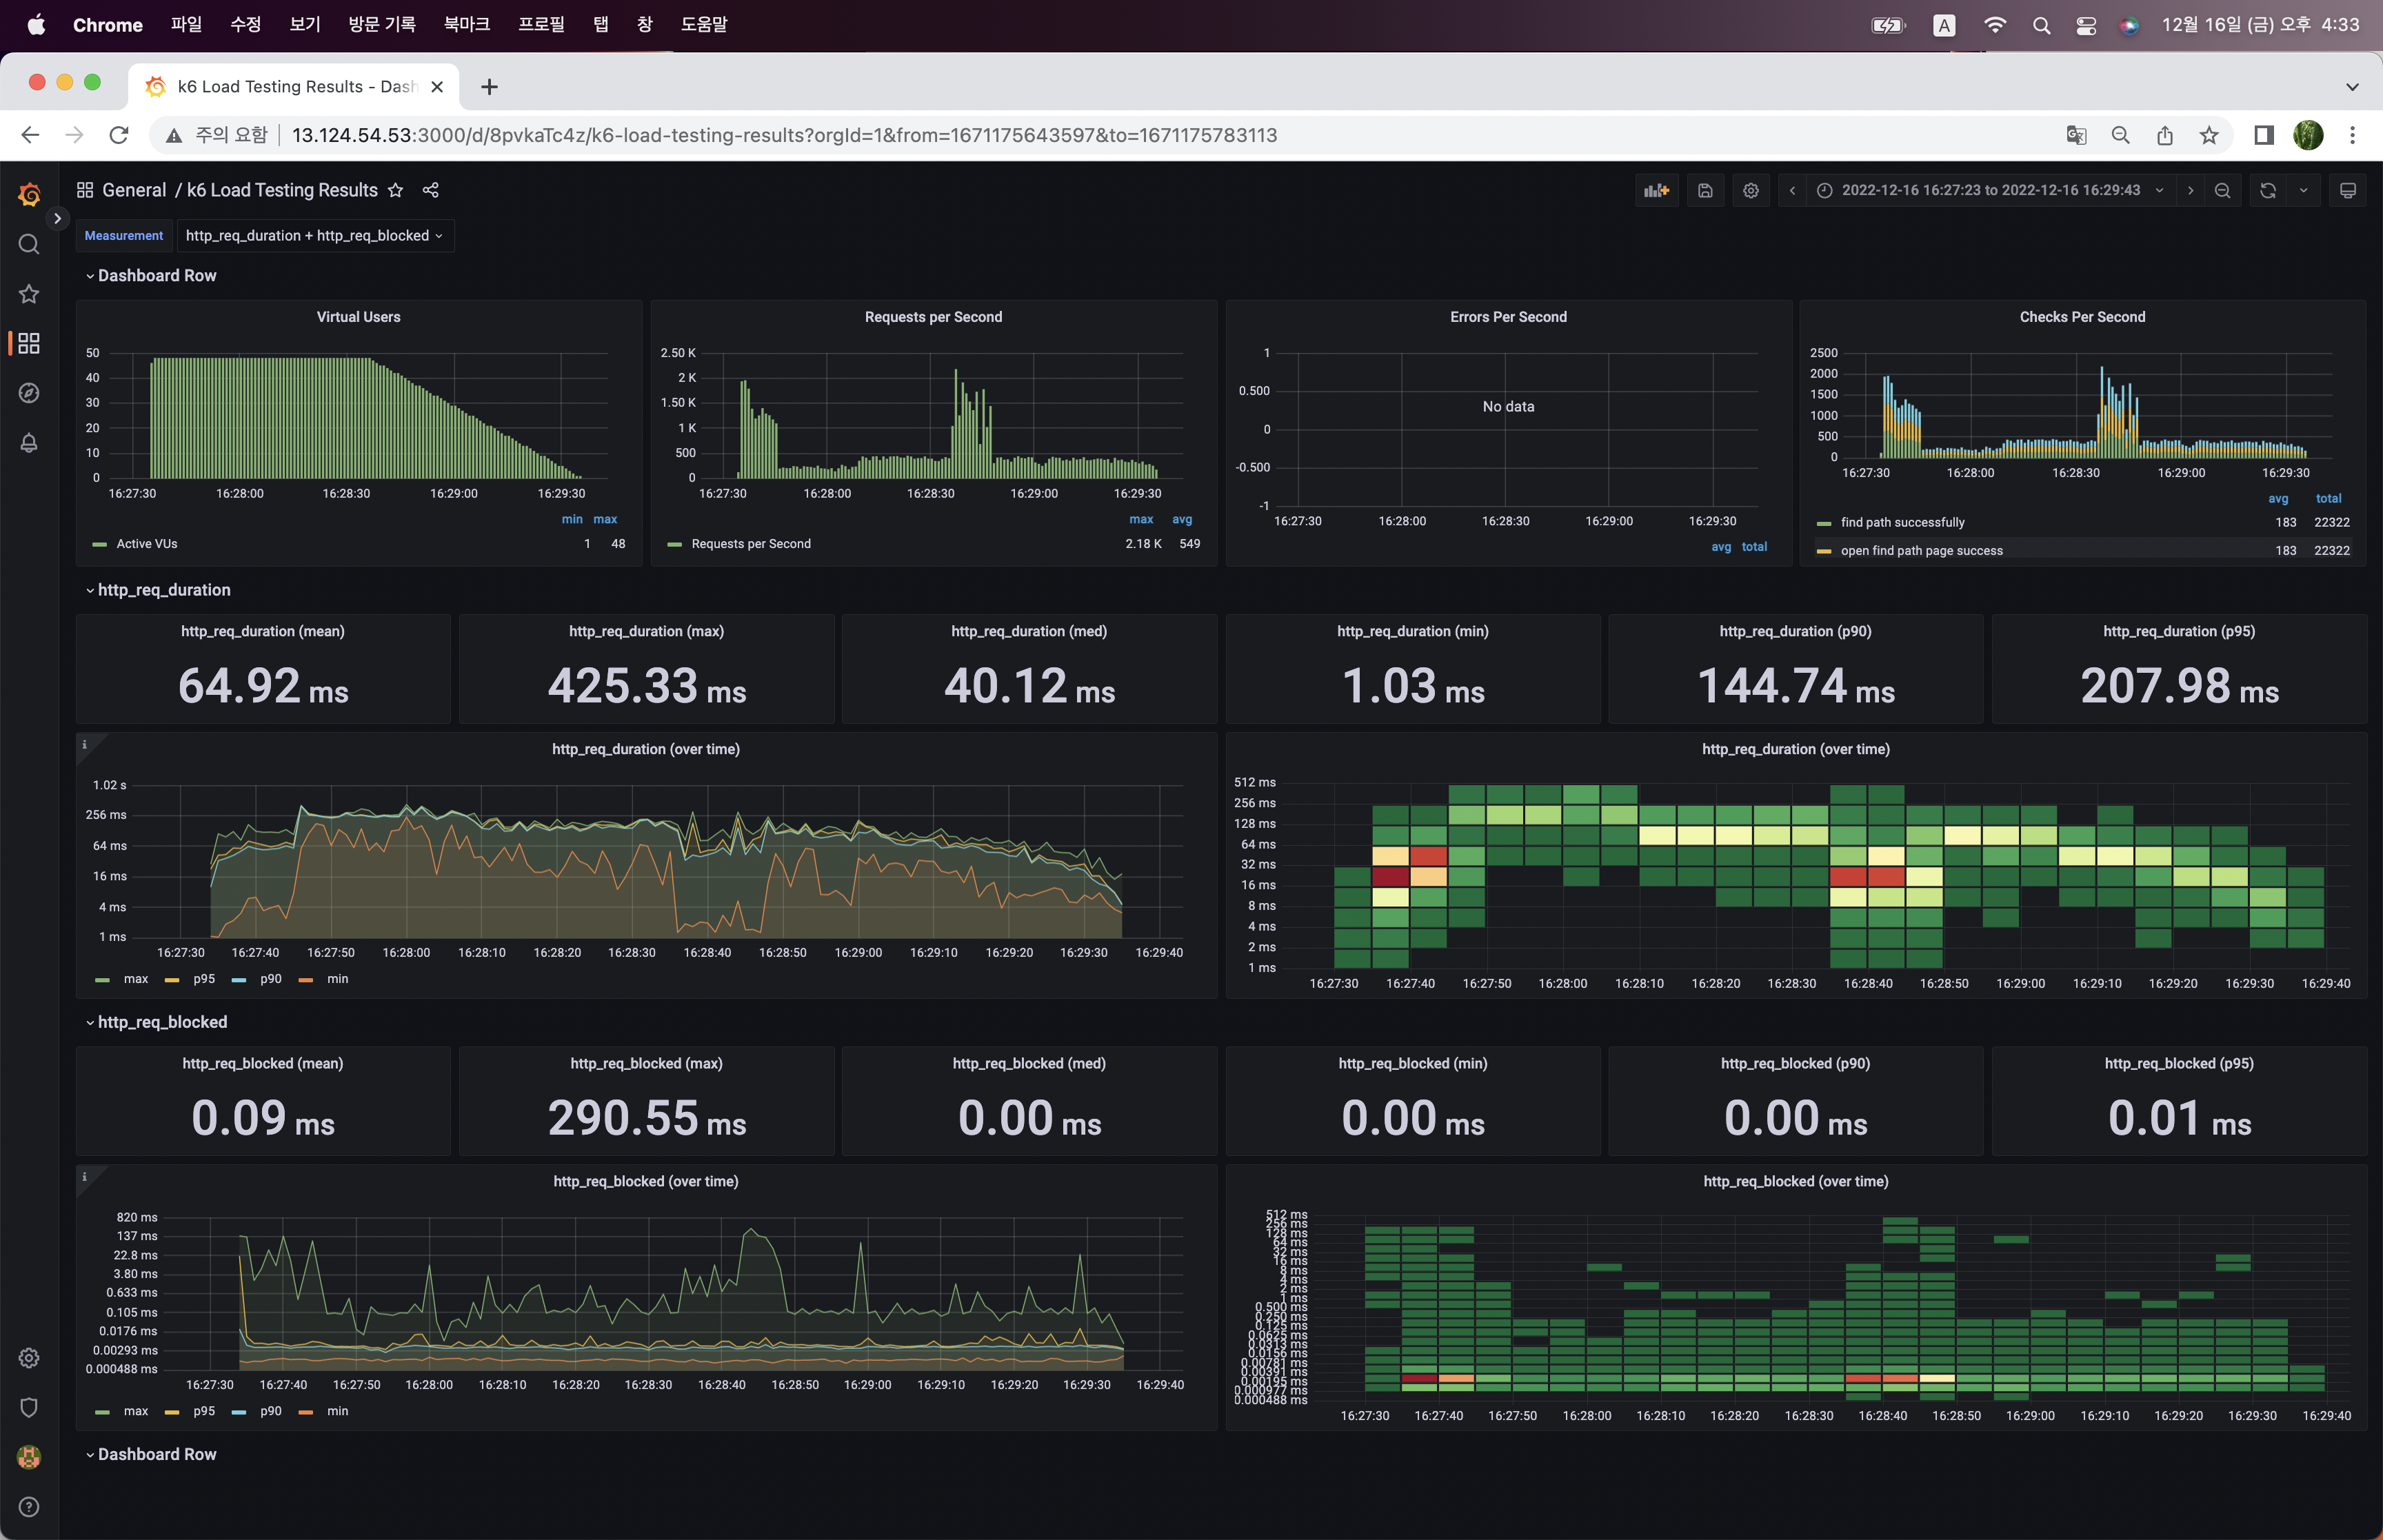 Chrome 파일 수정 보기 방문 기록 북마크 프로필 탭 창 도움말 A 12월 16일 (금) 오후 4:33
k6 Load Testing Results - Dash
주의 요함 13.124.54.53:3000/d/8pvkaTc4z/k6-load-testing-results?orgId=1&from=1671175643597&to=1671175783113
General / k6 Load Testing Results 2022-12-16 16:27:23 to 2022-12-16 16:29:43
Measurement http_req_duration + http_req_blocked
Dashboard Row
Virtual Users
50
40
30
20
10
0
16:27:30 16:28:00 16:28:30 16:29:00 16:29:30
min max
Active VUs 1 48
Requests per Second
2.50 K
2 K
1.50 K
1 K
500
0
16:27:30 16:28:00 16:28:30 16:29:00 16:29:30
max avg
Requests per Second 2.18 K 549
Errors Per Second
1
0.500
0
-0.500
-1
No data
16:27:30 16:28:00 16:28:30 16:29:00 16:29:30
avg total
Checks Per Second
2500
2000
1500
1000
500
0
16:27:30 16:28:00 16:28:30 16:29:00 16:29:30
avg total
find path successfully 183 22322
open find path page success 183 22322
http_req_duration
http_req_duration (mean)
64.92 ms
http_req_duration (max)
425.33 ms
http_req_duration (med)
40.12 ms
http_req_duration (min)
1.03 ms
http_req_duration (p90)
144.74 ms
http_req_duration (p95)
207.98 ms
http_req_duration (over time)
1.02 s
256 ms
64 ms
16 ms
4 ms
1 ms
16:27:30 16:27:40 16:27:50 16:28:00 16:28:10 16:28:20 16:28:30 16:28:40 16:28:50 16:29:00 16:29:10 16:29:20 16:29:30 16:29:40
max p95 p90 min
http_req_duration (over time)
512 ms
256 ms
128 ms
64 ms
32 ms
16 ms
8 ms
4 ms
2 ms
1 ms
16:27:30 16:27:40 16:27:50 16:28:00 16:28:10 16:28:20 16:28:30 16:28:40 16:28:50 16:29:00 16:29:10 16:29:20 16:29:30 16:29:40
http_req_blocked
http_req_blocked (mean)
0.09 ms
http_req_blocked (max)
290.55 ms
http_req_blocked (med)
0.00 ms
http_req_blocked (min)
0.00 ms
http_req_blocked (p90)
0.00 ms
http_req_blocked (p95)
0.01 ms
http_req_blocked (over time)
820 ms
137 ms
22.8 ms
3.80 ms
0.633 ms
0.105 ms
0.0176 ms
0.00293 ms
0.000488 ms
16:27:30 16:27:40 16:27:50 16:28:00 16:28:10 16:28:20 16:28:30 16:28:40 16:28:50 16:29:00 16:29:10 16:29:20 16:29:30 16:29:40
max p95 p90 min
http_req_blocked (over time)
512 ms
256 ms
128 ms
64 ms
32 ms
16 ms
8 ms
4 ms
2 ms
1 ms
0.500 ms
0.250 ms
0.125 ms
0.0625 ms
0.0313 ms
0.0156 ms
0.00781 ms
0.00391 ms
0.00195 ms
0.000977 ms
0.000488 ms
16:27:30 16:27:40 16:27:50 16:28:00 16:28:10 16:28:20 16:28:30 16:28:40 16:28:50 16:29:00 16:29:10 16:29:20 16:29:30 16:29:40
Dashboard Row